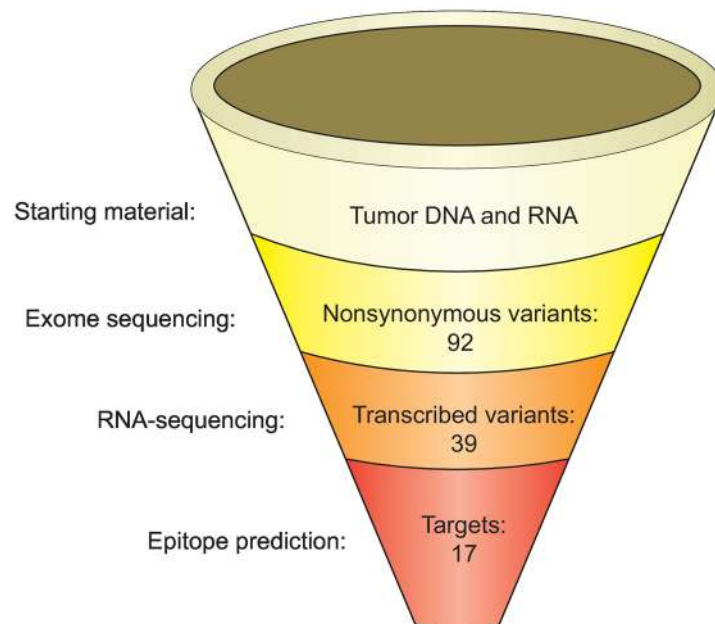 Starting material: Tumor DNA and RNA
Exome sequencing: Nonsynonymous variants:
92
RNA-sequencing: Transcribed variants:
39
Epitope prediction: Targets:
17